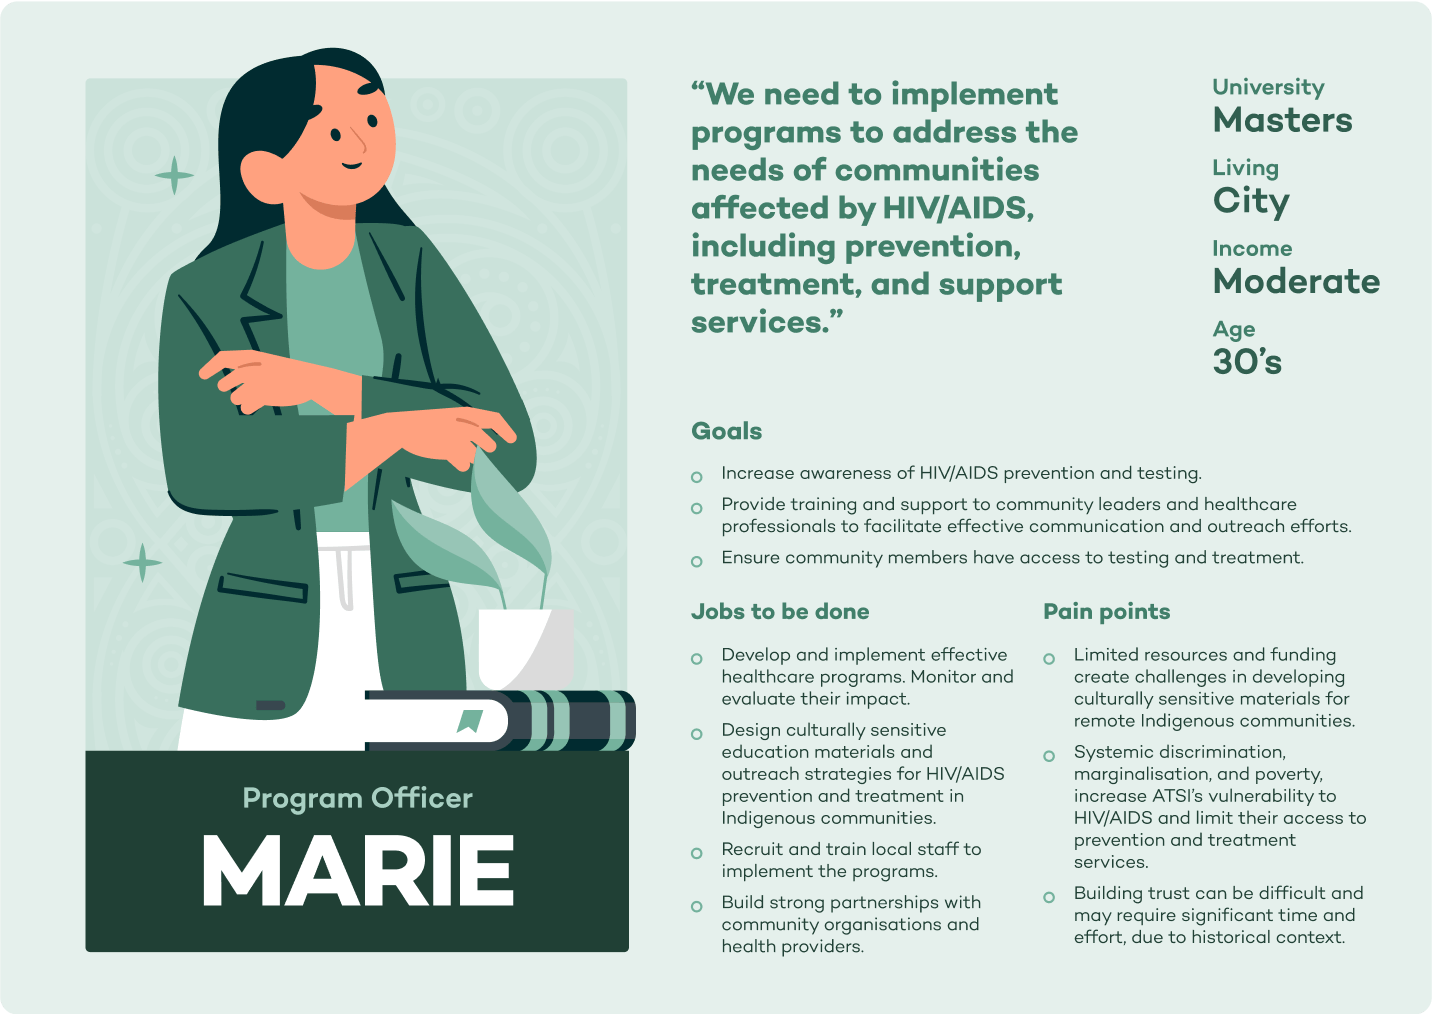 “We need to implement
programs to address the
needs of communities
affected by HIV/AIDS,
including prevention,
treatment, and support
services.”
University
Masters
Living
City
Income
Moderate
Age
30’s
Goals
Increase awareness of HIV/AIDS prevention and testing.
Provide training and support to community leaders and healthcare
professionals to facilitate effective communication and outreach efforts.
Ensure community members have access to testing and treatment.
Jobs to be done
Develop and implement effective
healthcare programs. Monitor and
evaluate their impact.
Design culturally sensitive
education materials and
outreach strategies for HIV/AIDS
prevention and treatment in
Indigenous communities.
Recruit and train local staff to
implement the programs.
Build strong partnerships with
community organisations and
health providers.
Pain points
Limited resources and funding
create challenges in developing
culturally sensitive materials for
remote Indigenous communities.
Systemic discrimination,
marginalisation, and poverty,
increase ATSI’s vulnerability to
HIV/AIDS and limit their access to
prevention and treatment
services.
Building trust can be difficult and
may require significant time and
effort, due to historical context.
Program Officer
MARIE